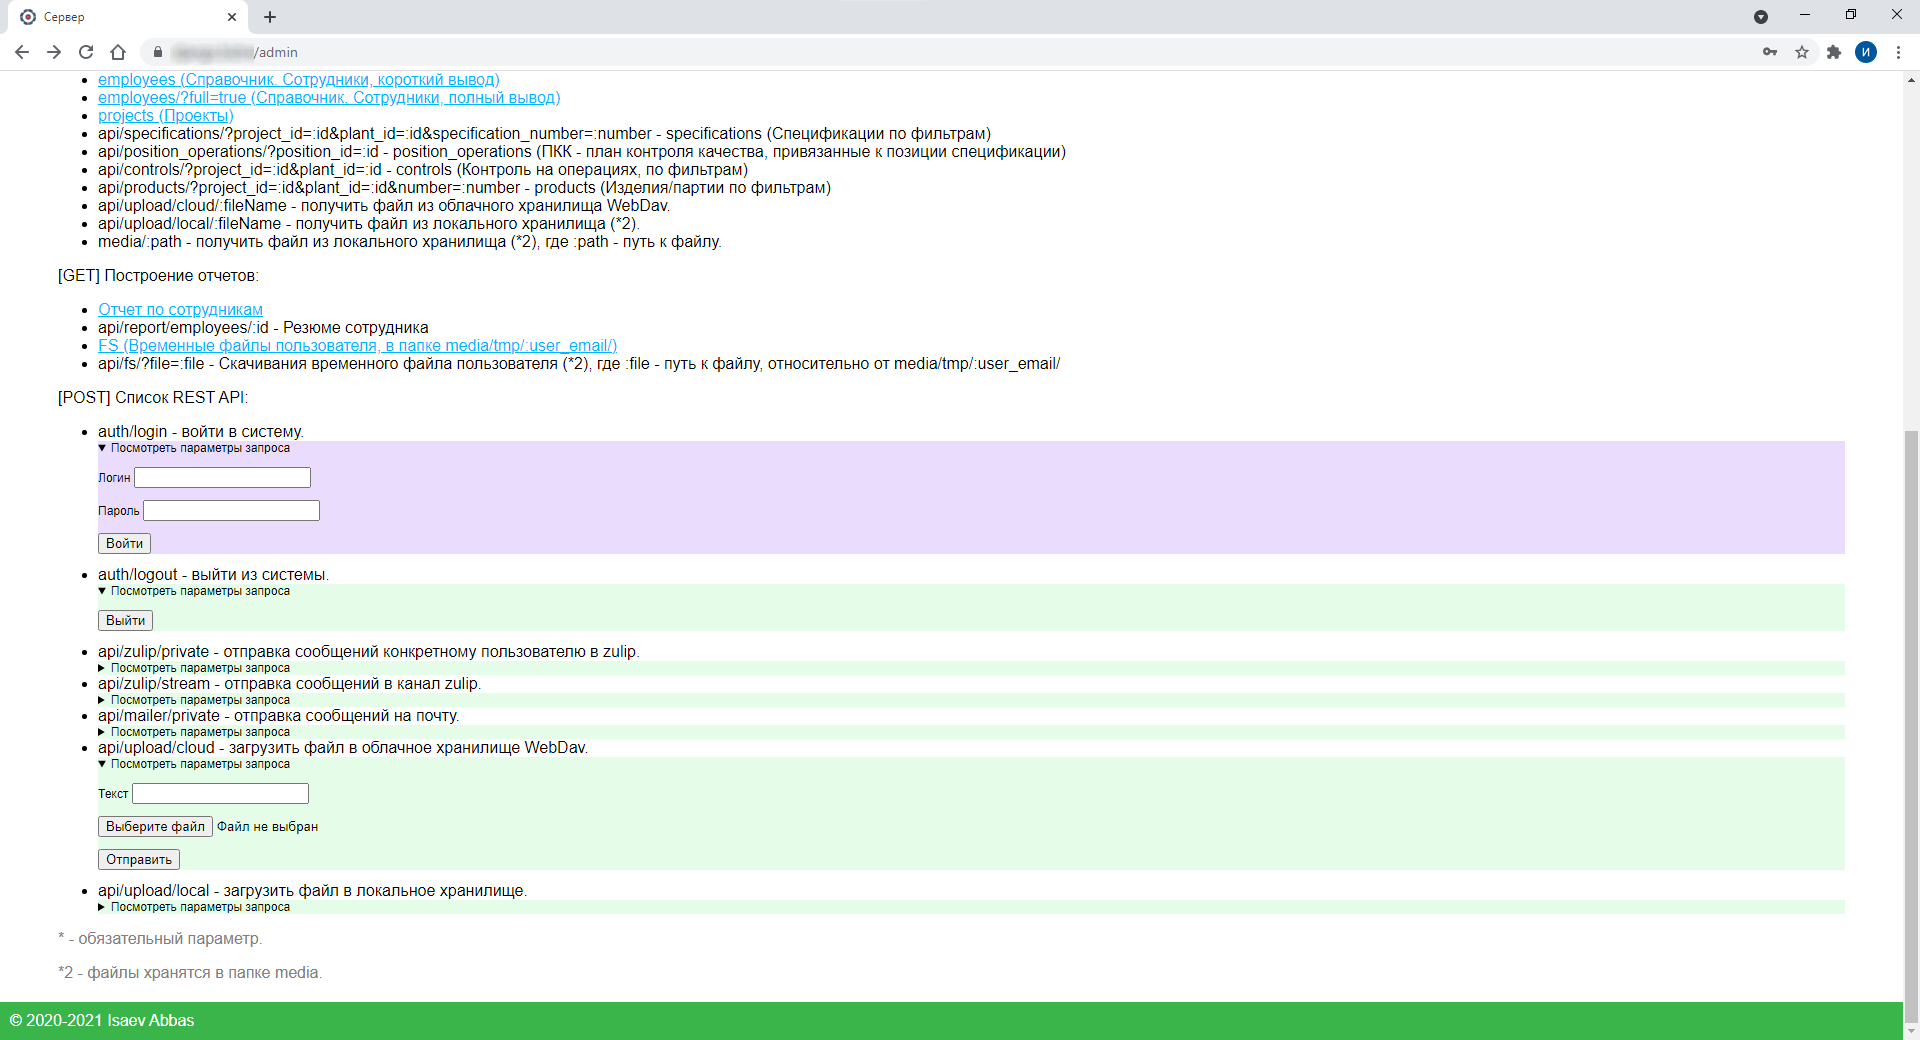 Сервер
/admin
И
employees (Справочник. Сотрудники, короткий вывод)
employees/?full=true (Справочник. Сотрудники, полный вывод)
projects (Проекты)
api/specifications/?project_id=:id&plant_id=:id&specification_number=:number - specifications (Спецификации по фильтрам)
api/position_operations/?position_id=:id - position_operations (ПКК - план контроля качества, привязанные к позиции спецификации)
api/controls/?project_id=:id&plant_id=:id - controls (Контроль на операциях, по фильтрам)
api/products/?project_id=:id&plant_id=:id&number=:number - products (Изделия/партии по фильтрам)
api/upload/cloud/:fileName - получить файл из облачного хранилища WebDav.
api/upload/local/:fileName - получить файл из локального хранилища (*2).
media/:path - получить файл из локального хранилища (*2), где :path - путь к файлу.
[GET] Построение отчетов:
Отчет по сотрудникам
api/report/employees/:id - Резюме сотрудника
FS (Временные файлы пользователя, в папке media/tmp/:user_email/)
api/fs/?file=:file - Скачивания временного файла пользователя (*2), где :file - путь к файлу, относительно от media/tmp/:user_email/
[POST] Список REST API:
auth/login - войти в систему.
Посмотреть параметры запроса
Логин
Пароль
Войти
auth/logout - выйти из системы.
Посмотреть параметры запроса
Выйти
api/zulip/private - отправка сообщений конкретному пользователю в zulip.
Посмотреть параметры запроса
api/zulip/stream - отправка сообщений в канал zulip.
Посмотреть параметры запроса
api/mailer/private - отправка сообщений на почту.
Посмотреть параметры запроса
api/upload/cloud - загрузить файл в облачное хранилище WebDav.
Посмотреть параметры запроса
Текст
Выберите файл Файл не выбран
Отправить
api/upload/local - загрузить файл в локальное хранилище.
Посмотреть параметры запроса
* - обязательный параметр.
*2 - файлы хранятся в папке media.
© 2020-2021 Isaev Abbas